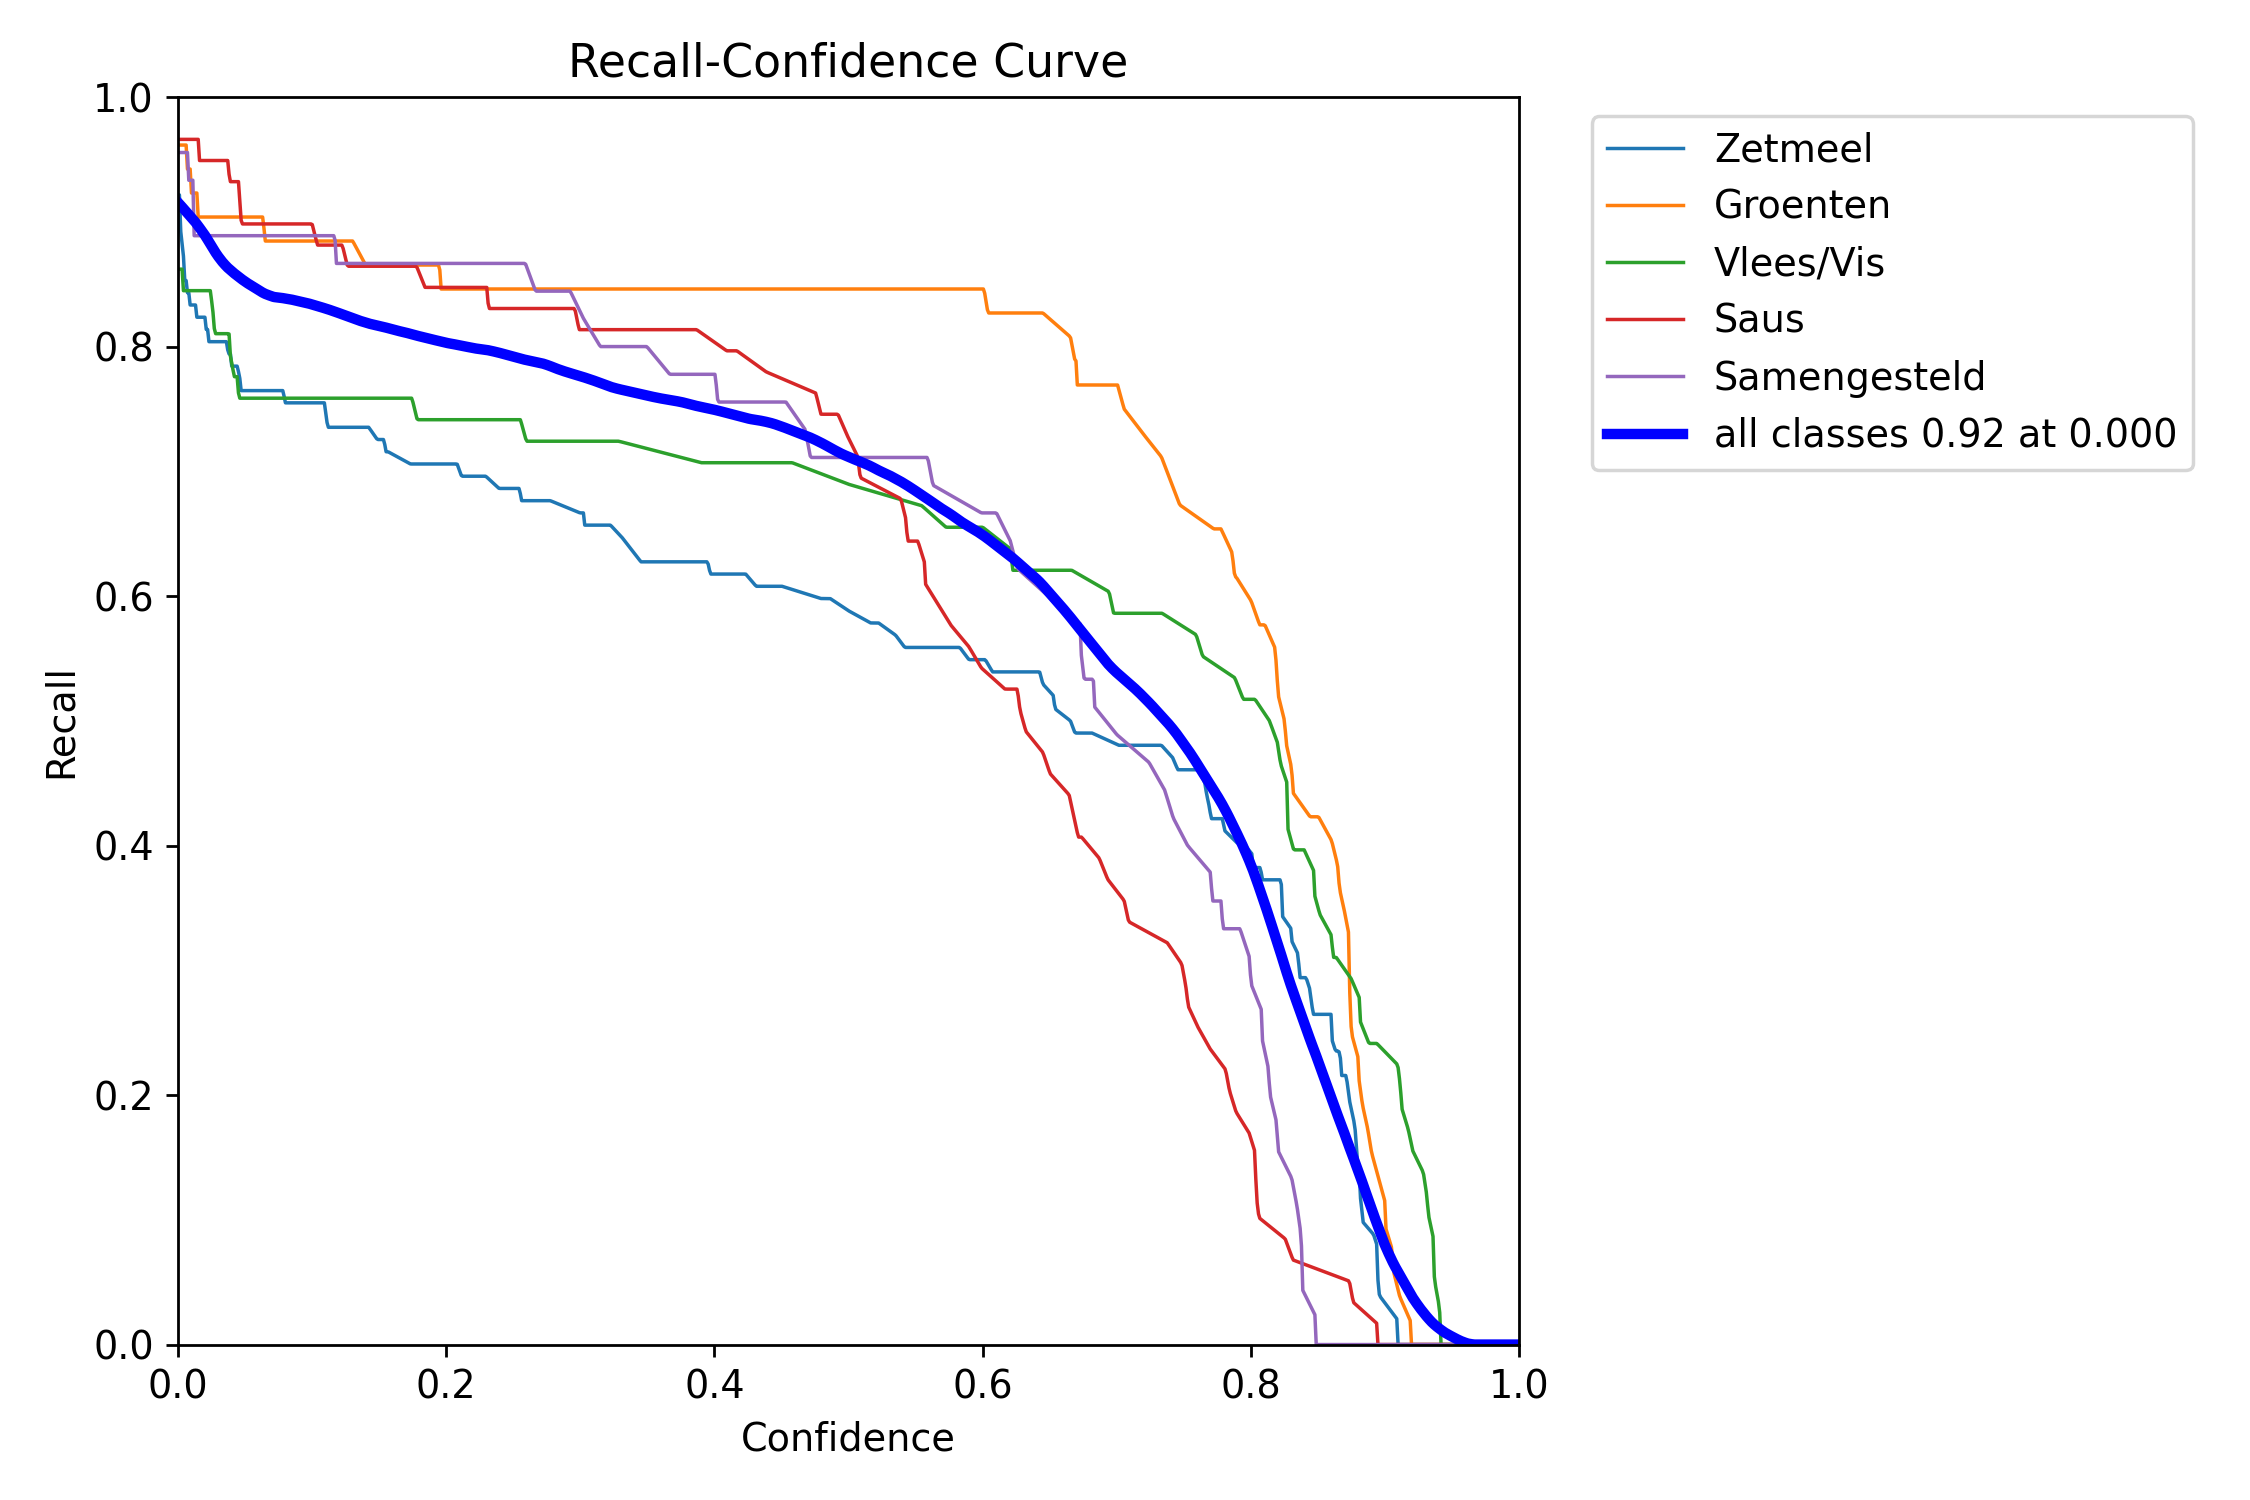 Recall-Confidence Curve
1.0
0.8
0.6
0.4
0.2
0.0
Recall
0.0 0.2 0.4 0.6 0.8 1.0
Confidence
Zetmeel
Groenten
Vlees/Vis
Saus
Samengesteld
all classes 0.92 at 0.000